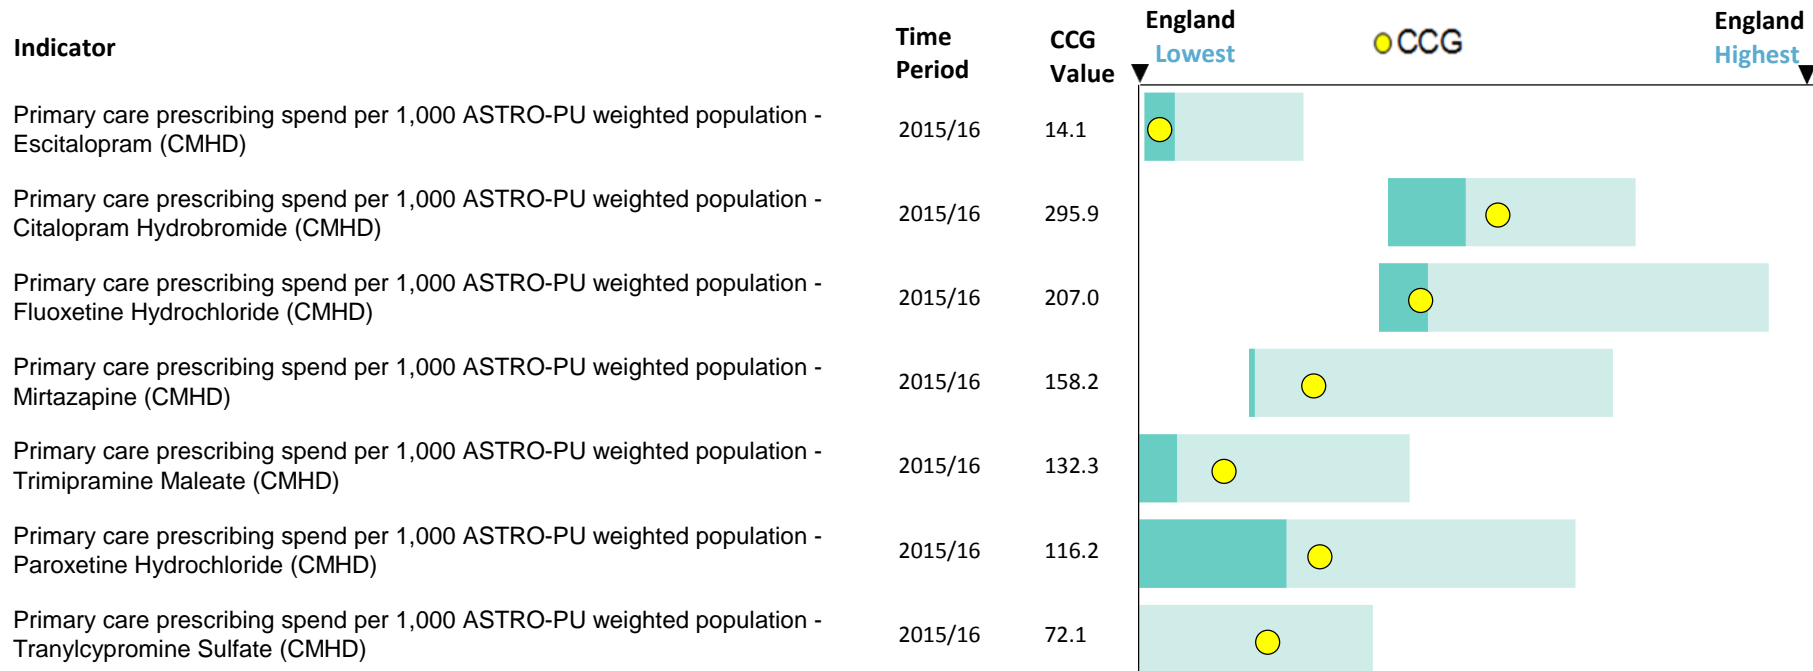 Indicator
Time
Period
CCG
Value
England
Lowest
CCG
England
Highest
Primary care prescribing spend per 1,000 ASTRO-PU weighted population -
Escitalopram (CMHD)
2015/16
14.1
Primary care prescribing spend per 1,000 ASTRO-PU weighted population -
Citalopram Hydrobromide (CMHD)
2015/16
295.9
Primary care prescribing spend per 1,000 ASTRO-PU weighted population -
Fluoxetine Hydrochloride (CMHD)
2015/16
207.0
Primary care prescribing spend per 1,000 ASTRO-PU weighted population -
Mirtazapine (CMHD)
2015/16
158.2
Primary care prescribing spend per 1,000 ASTRO-PU weighted population -
Trimipramine Maleate (CMHD)
2015/16
132.3
Primary care prescribing spend per 1,000 ASTRO-PU weighted population -
Paroxetine Hydrochloride (CMHD)
2015/16
116.2
Primary care prescribing spend per 1,000 ASTRO-PU weighted population -
Tranylcypromine Sulfate (CMHD)
2015/16
72.1